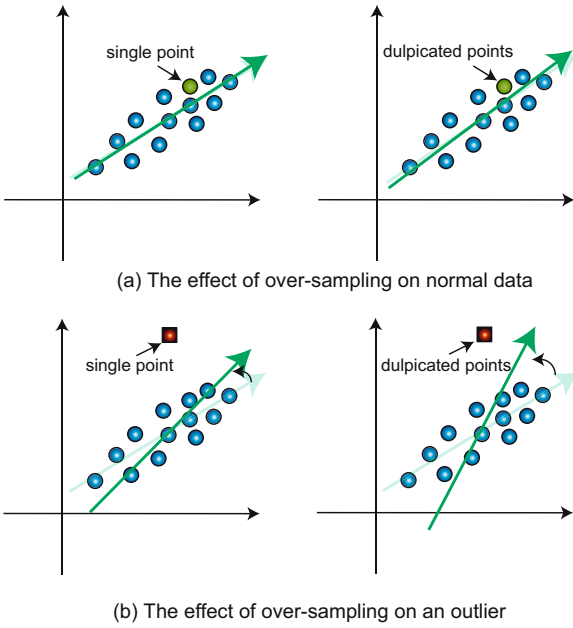 single point
dulpicated points
(a) The effect of over-sampling on normal data
single point
dulpicated points
(b) The effect of over-sampling on an outlier